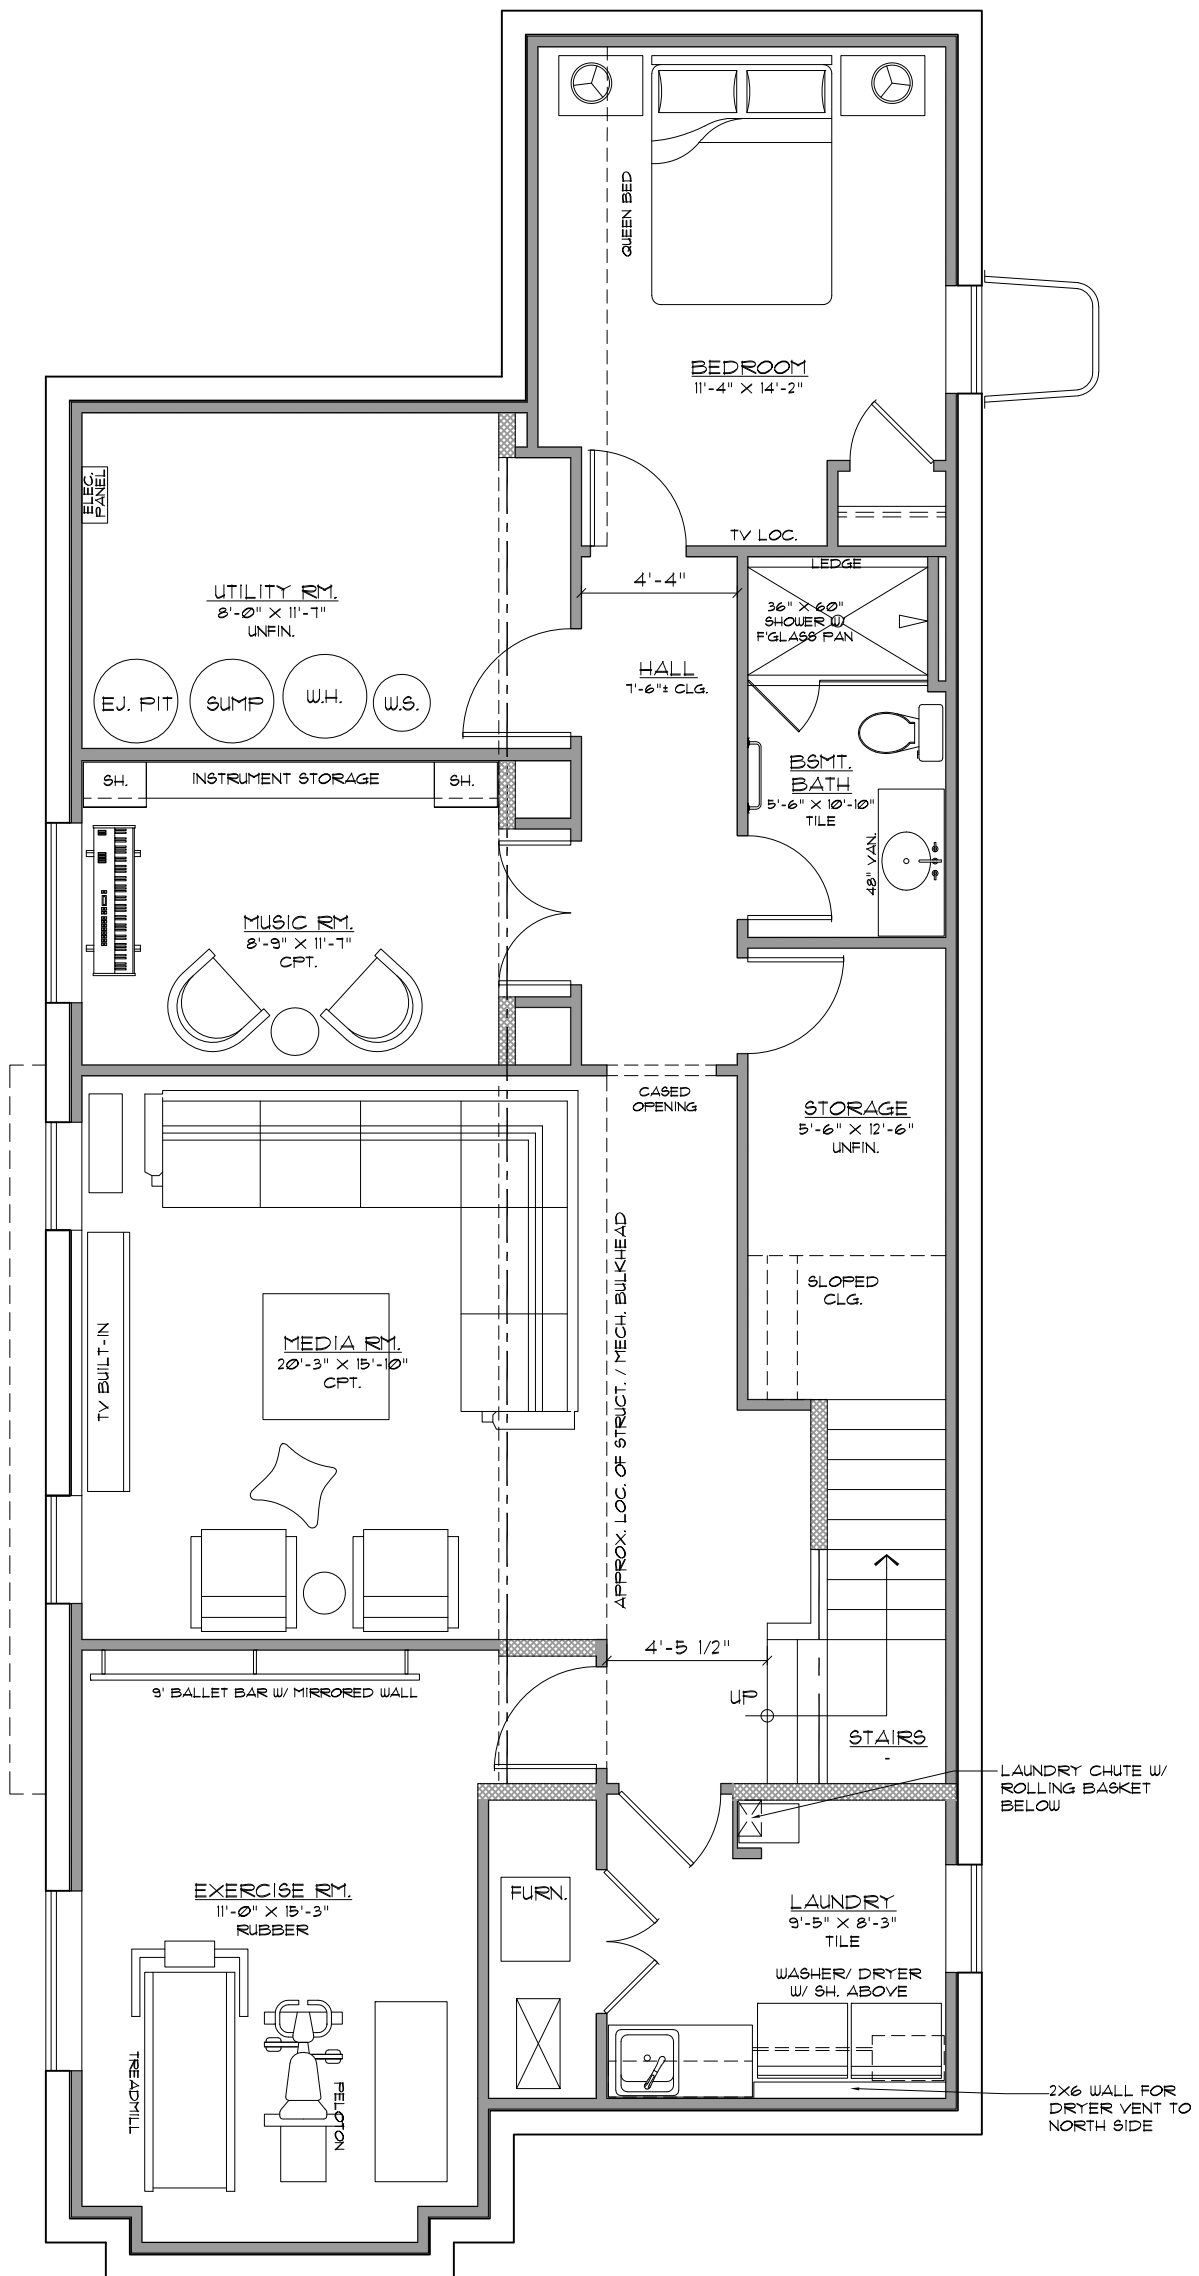 QUEEN BED
BEDROOM
11'-4" X 14'-2"
TV LOC.
ELEC.
PANEL
UTILITY RM.
8'-0" X 11'-7"
UNFIN.
EJ. PIT
SUMP
W.H.
W.S.
4'-4"
HALL
7'-6"± CLG.
LEDGE
36" X 60"
SHOWER W/
F'GLASS PAN
BSMT.
BATH
5'-6" X 10'-10"
TILE
48" VAN.
SH.
INSTRUMENT STORAGE
SH.
MUSIC RM.
8'-9" X 11'-7"
CPT.
CASED
OPENING
STORAGE
5'-6" X 12'-6"
UNFIN.
SLOPED
CLG.
TV BUILT-IN
MEDIA RM.
20'-3" X 15'-10"
CPT.
APPROX. LOC. OF STRUCT. / MECH. BULKHEAD
4'-5 1/2"
UP
STAIRS
-
9' BALLET BAR W/ MIRRORED WALL
LAUNDRY CHUTE W/
ROLLING BASKET
BELOW
EXERCISE RM.
11'-0" X 15'-3"
RUBBER
FURN.
LAUNDRY
9'-5" X 8'-3"
TILE
WASHER/ DRYER
W/ SH. ABOVE
TREADMILL
PELOTON
2X6 WALL FOR
DRYER VENT TO
NORTH SIDE